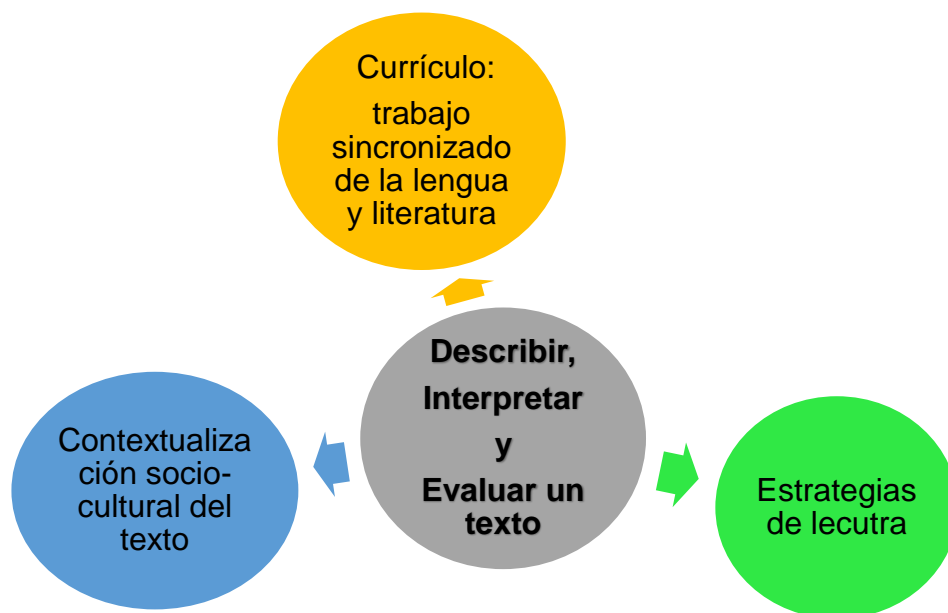 Currículo:
trabajo
sincronizado
de la lengua
y literatura
Describir,
Interpretar
y
Evaluar un
texto
Contextualiza
ción socio-
cultural del
texto
Estrategias
de lecutra